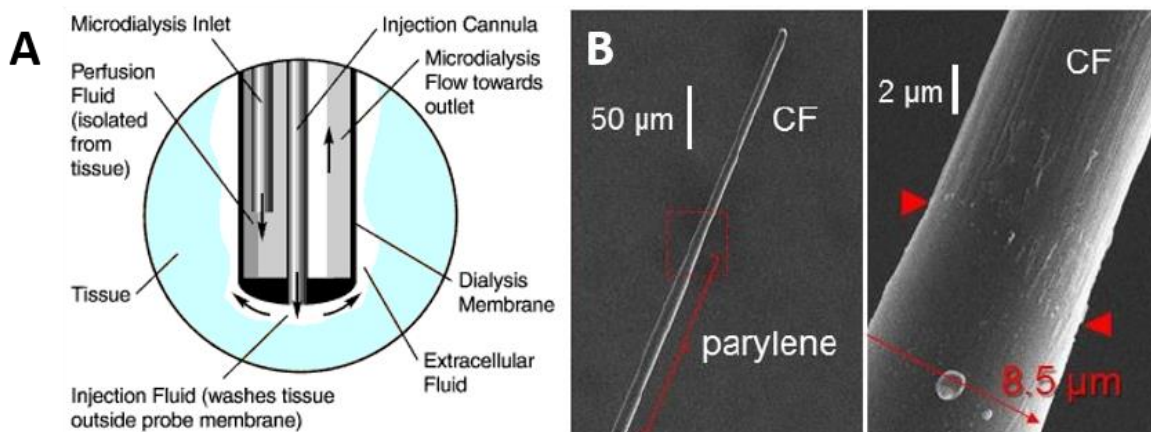 A
Microdialysis Inlet
Perfusion
Fluid
(isolated
from
tissue)
Tissue
Injection Fluid (washes tissue
outside probe membrane)
Injection Cannula
Microdialysis
Flow towards
outlet
Dialysis
Membrane
Extracellular
Fluid
B
50 µm
CF
parylene
2 µm
CF
8.5 µm